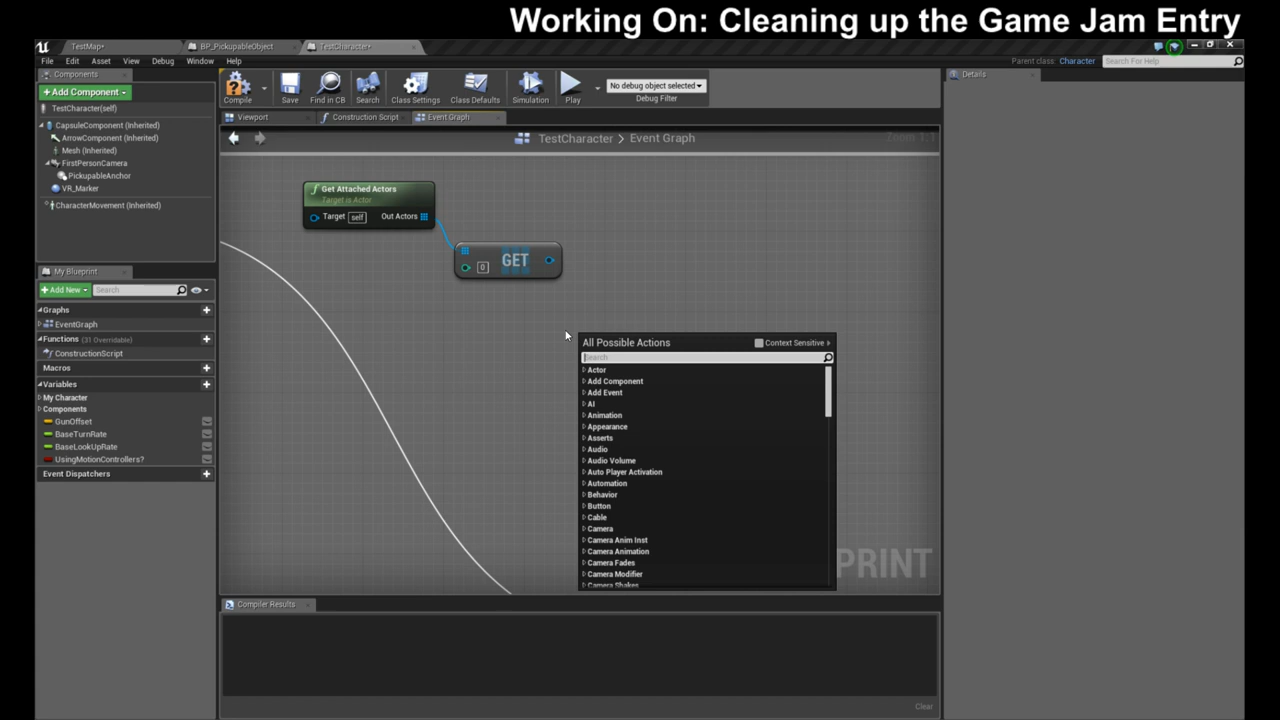 Working On: Cleaning up the Game Jam Entry
TestMap*
BP_PickupableObject
TestCharacter*
File Edit Asset View Debug Window Help
Parent class: Character
Search For Help
Components
+Add Component
TestCharacter(self)
CapsuleComponent (Inherited)
ArrowComponent (Inherited)
Mesh (Inherited)
FirstPersonCamera
PickupableAnchor
VR_Marker
CharacterMovement (Inherited)
My Blueprint
+Add New
Search
Graphs
EventGraph
Functions (31 Overridable)
ConstructionScript
Macros
Variables
My Character
Components
GunOffset
BaseTurnRate
BaseLookUpRate
UsingMotionControllers?
Event Dispatchers
Compile
Save
Find in CB
Search
Class Settings
Class Defaults
Simulation
Play
No debug object selected
Debug Filter
Viewport
Construction Script
Event Graph
TestCharacter > Event Graph
Zoom 1:1
Get Attached Actors
Target is Actor
Target self Out Actors
0 GET
All Possible Actions
Context Sensitive
Search
Actor
Add Component
Add Event
AI
Animation
Appearance
Asserts
Audio
Audio Volume
Auto Player Activation
Automation
Behavior
Button
Cable
Camera
Camera Anim Inst
Camera Animation
Camera Fades
Camera Modifier
Camera Shakes
PRINT
Compiler Results
Clear
Details